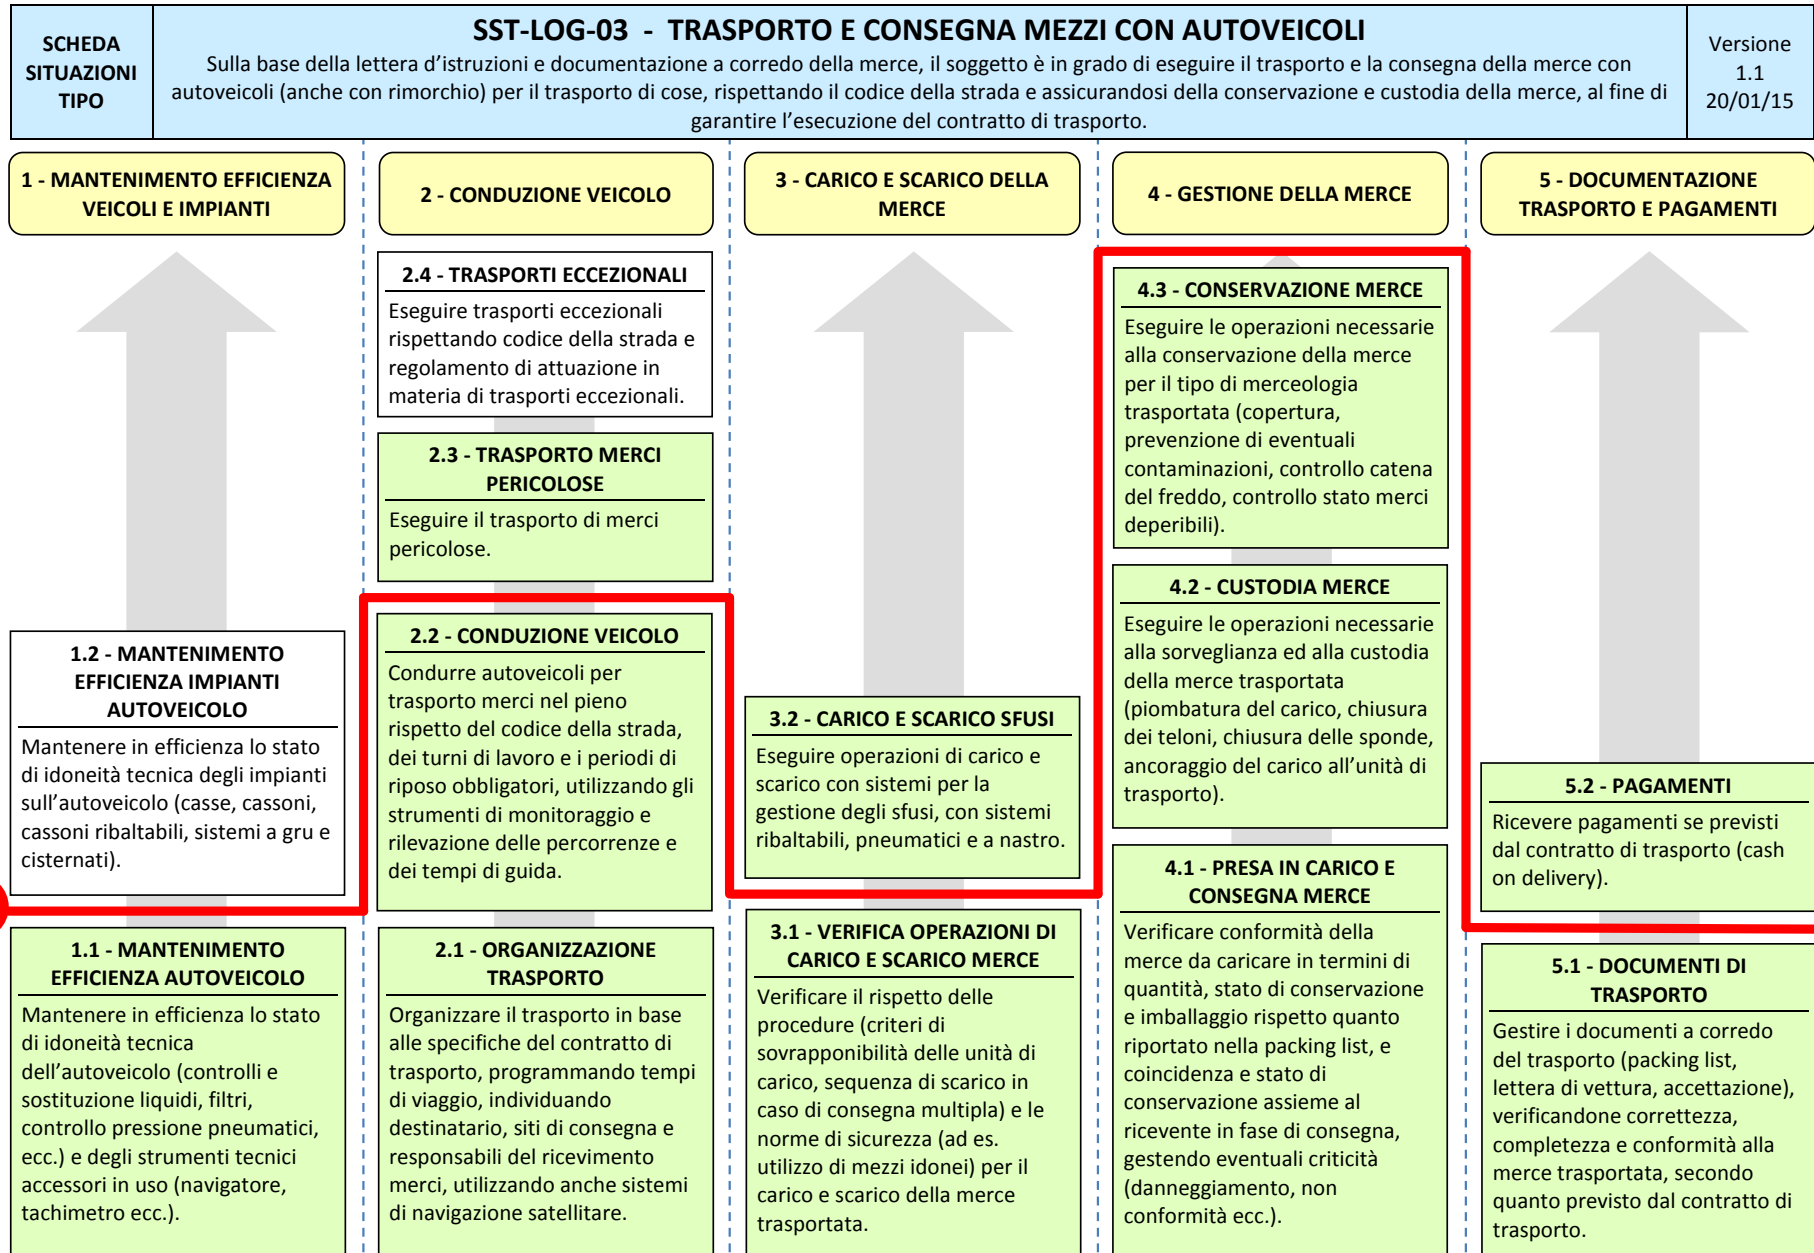 SCHEDA
SITUAZIONI
TIPO
SST-LOG-03 - TRASPORTO E CONSEGNA MEZZI CON AUTOVEICOLI
Sulla base della lettera d’istruzioni e documentazione a corredo della merce, il soggetto è in grado di eseguire il trasporto e la consegna della merce con
autoveicoli (anche con rimorchio) per il trasporto di cose, rispettando il codice della strada e assicurandosi della conservazione e custodia della merce, al fine di
garantire l’esecuzione del contratto di trasporto.
Versione
1.1
20/01/15
1 - MANTENIMENTO EFFICIENZA
VEICOLI E IMPIANTI
1.2 - MANTENIMENTO
EFFICIENZA IMPIANTI
AUTOVEICOLO
Mantenere in efficienza lo stato
di idoneità tecnica degli impianti
sull’autoveicolo (casse, cassoni,
cassoni ribaltabili, sistemi a gru e
cisternati).
1.1 - MANTENIMENTO
EFFICIENZA AUTOVEICOLO
Mantenere in efficienza lo stato
di idoneità tecnica
dell’autoveicolo (controlli e
sostituzione liquidi, filtri,
controllo pressione pneumatici,
ecc.) e degli strumenti tecnici
accessori in uso (navigatore,
tachimetro ecc.).
2 - CONDUZIONE VEICOLO
2.4 - TRASPORTI ECCEZIONALI
Eseguire trasporti eccezionali
rispettando codice della strada e
regolamento di attuazione in
materia di trasporti eccezionali.
2.3 - TRASPORTO MERCI
PERICOLOSE
Eseguire il trasporto di merci
pericolose.
2.2 - CONDUZIONE VEICOLO
Condurre autoveicoli per
trasporto merci nel pieno
rispetto del codice della strada,
dei turni di lavoro e i periodi di
riposo obbligatori, utilizzando gli
strumenti di monitoraggio e
rilevazione delle percorrenze e
dei tempi di guida.
2.1 - ORGANIZZAZIONE
TRASPORTO
Organizzare il trasporto in base
alle specifiche del contratto di
trasporto, programmando tempi
di viaggio, individuando
destinatario, siti di consegna e
responsabili del ricevimento
merci, utilizzando anche sistemi
di navigazione satellitare.
3 - CARICO E SCARICO DELLA
MERCE
3.2 - CARICO E SCARICO SFUSI
Eseguire operazioni di carico e
scarico con sistemi per la
gestione degli sfusi, con sistemi
ribaltabili, pneumatici e a nastro.
3.1 - VERIFICA OPERAZIONI DI
CARICO E SCARICO MERCE
Verificare il rispetto delle
procedure (criteri di
sovrapponibilità delle unità di
carico, sequenza di scarico in
caso di consegna multipla) e le
norme di sicurezza (ad es.
utilizzo di mezzi idonei) per il
carico e scarico della merce
trasportata.
4 - GESTIONE DELLA MERCE
4.3 - CONSERVAZIONE MERCE
Eseguire le operazioni necessarie
alla conservazione della merce
per il tipo di merceologia
trasportata (copertura,
prevenzione di eventuali
contaminazioni, controllo catena
del freddo, controllo stato merci
deperibili).
4.2 - CUSTODIA MERCE
Eseguire le operazioni necessarie
alla sorveglianza ed alla custodia
della merce trasportata
(piombatura del carico, chiusura
dei teloni, chiusura delle sponde,
ancoraggio del carico all’unità di
trasporto).
4.1 - PRESA IN CARICO E
CONSEGNA MERCE
Verificare conformità della
merce da caricare in termini di
quantità, stato di conservazione
e imballaggio rispetto quanto
riportato nella packing list, e
coincidenza e stato di
conservazione assieme al
ricevente in fase di consegna,
gestendo eventuali criticità
(danneggiamento, non
conformità ecc.).
5 - DOCUMENTAZIONE
TRASPORTO E PAGAMENTI
5.2 - PAGAMENTI
Ricevere pagamenti se previsti
dal contratto di trasporto (cash
on delivery).
5.1 - DOCUMENTI DI
TRASPORTO
Gestire i documenti a corredo
del trasporto (packing list,
lettera di vettura, accettazione),
verificandone correttezza,
completezza e conformità alla
merce trasportata, secondo
quanto previsto dal contratto di
trasporto.